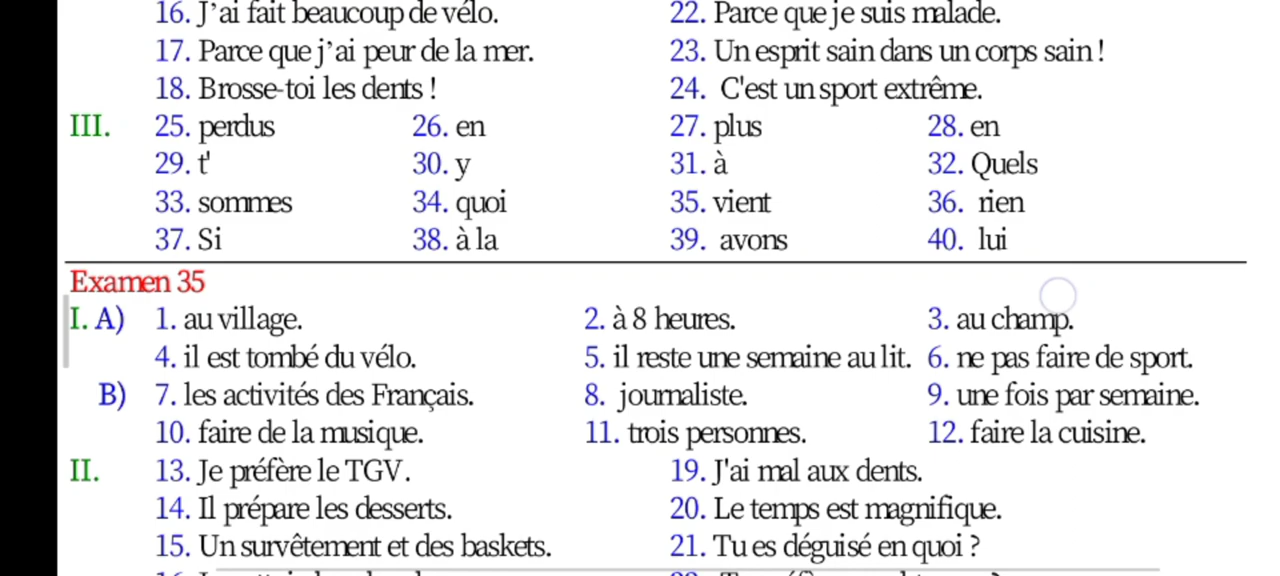 16. J'ai fait beaucoup de vélo. 22. Parce que je suis malade.
17. Parce que j'ai peur de la mer. 23. Un esprit sain dans un corps sain !
18. Brosse-toi les dents ! 24. C'est un sport extrême.
III. 25. perdus 26. en 27. plus 28. en
29. t' 30. y 31. à 32. Quels
33. sommes 34. quoi 35. vient 36. rien
37. Si 38. à la 39. avons 40. lui
Examen 35
I. A) 1. au village. 2. à 8 heures. 3. au champ.
4. il est tombé du vélo. 5. il reste une semaine au lit. 6. ne pas faire de sport.
B) 7. les activités des Français. 8. journaliste. 9. une fois par semaine.
10. faire de la musique. 11. trois personnes. 12. faire la cuisine.
II. 13. Je préfère le TGV. 19. J'ai mal aux dents.
14. Il prépare les desserts. 20. Le temps est magnifique.
15. Un survêtement et des baskets. 21. Tu es déguisé en quoi ?